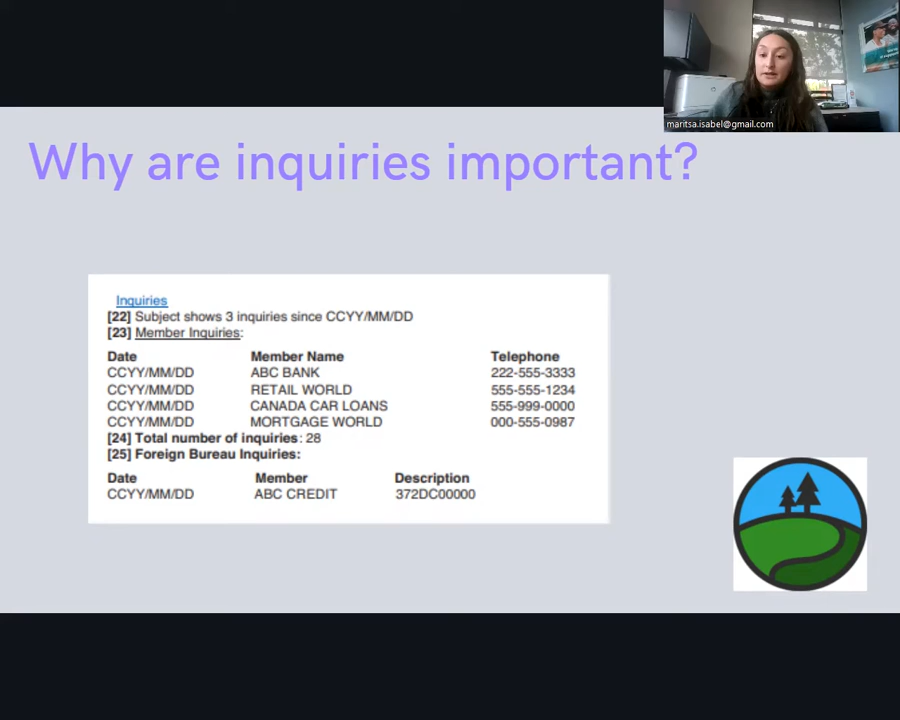 maritsa.isabel@gmail.com
Why are inquiries important?
Inquiries
[22] Subject shows 3 inquiries since CCYY/MM/DD
[23] Member Inquiries:
Date Member Name Telephone
CCYY/MM/DD ABC BANK 222-555-3333
CCYY/MM/DD RETAIL WORLD 555-555-1234
CCYY/MM/DD CANADA CAR LOANS 555-999-0000
CCYY/MM/DD MORTGAGE WORLD 000-555-0987
[24] Total number of inquiries: 28
[25] Foreign Bureau Inquiries:
Date Member Description
CCYY/MM/DD ABC CREDIT 372DC00000